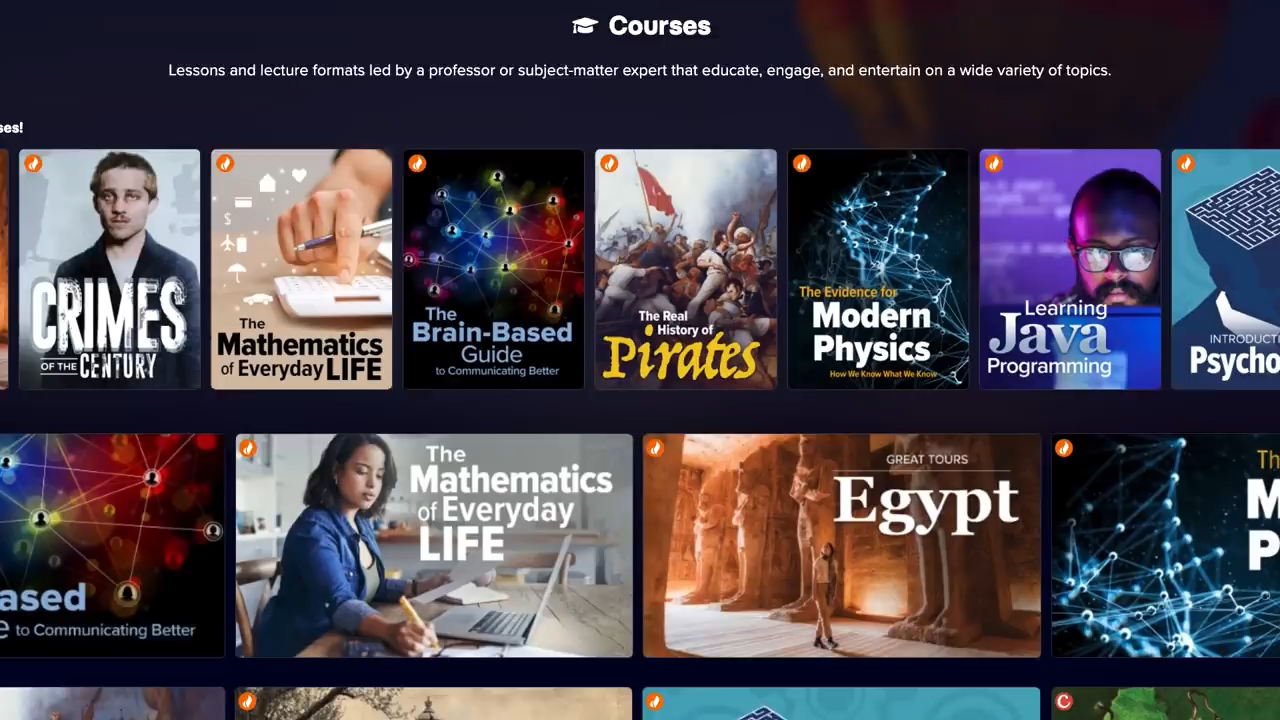 Courses
Lessons and lecture formats led by a professor or subject-matter expert that educate, engage, and entertain on a wide variety of topics.
ses!
CRIMES
OF THE CENTURY
The
Mathematics
of Everyday LIFE
The
Brain-Based
Guide
to Communicating Better
The Real
History of
Pirates
The Evidence for
Modern
Physics
How We Know What We Know
Learning
Java
Programming
INTRODUCTI
Psycho
ased
e to Communicating Better
The
Mathematics
of Everyday
LIFE
GREAT TOURS
Egypt
Th
M
P
C